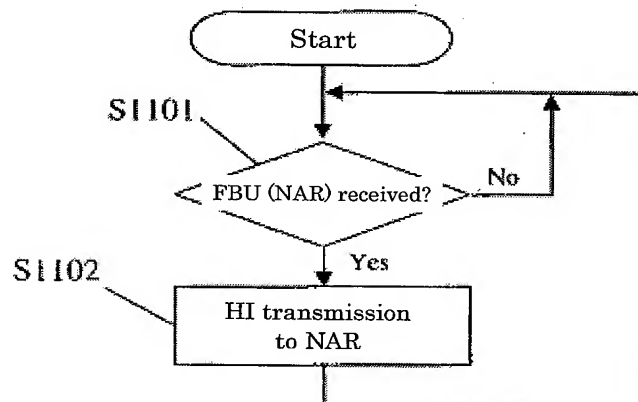 Start
S1101
FBU (NAR) received?
No
Yes
S1102
HI transmission
to NAR